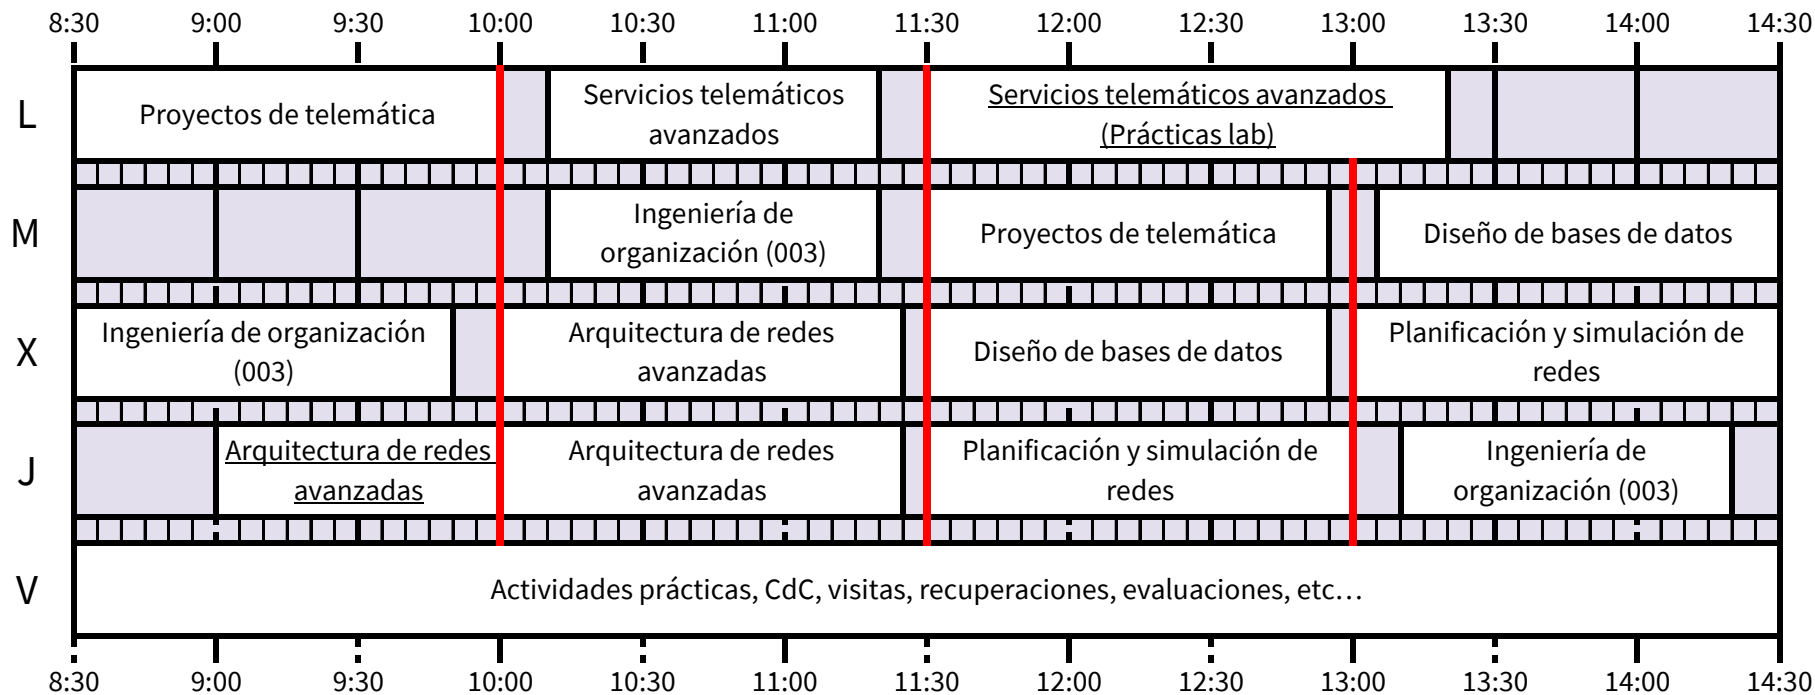 8:30 9:00 9:30 10:00 10:30 11:00 11:30 12:00 12:30 13:00 13:30 14:00 14:30
L
Proyectos de telemática
Servicios telemáticos
avanzados
Servicios telemáticos avanzados
(Prácticas lab)
M
Ingeniería de
organización (003)
Proyectos de telemática
Diseño de bases de datos
X
Ingeniería de organización
(003)
Arquitectura de redes
avanzadas
Diseño de bases de datos
Planificación y simulación de
redes
J
Arquitectura de redes
avanzadas
Arquitectura de redes
avanzadas
Planificación y simulación de
redes
Ingeniería de
organización (003)
V
Actividades prácticas, CdC, visitas, recuperaciones, evaluaciones, etc…
8:30 9:00 9:30 10:00 10:30 11:00 11:30 12:00 12:30 13:00 13:30 14:00 14:30